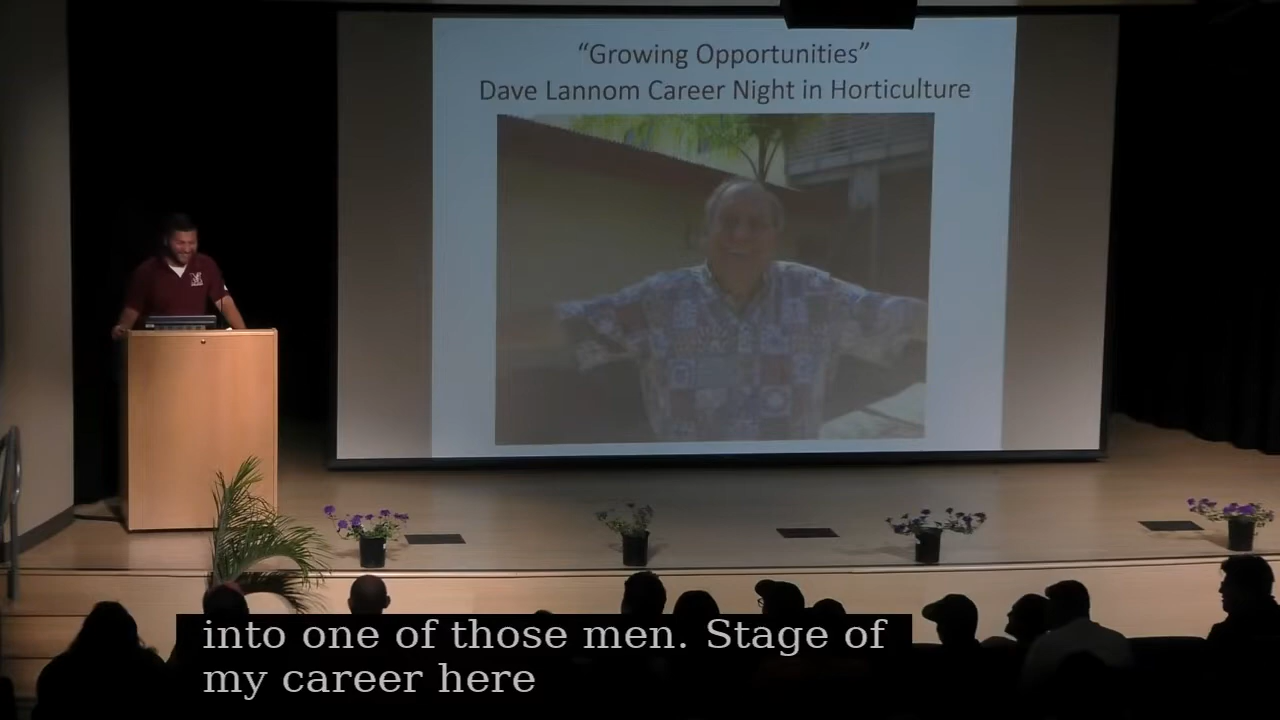 “Growing Opportunities”
Dave Lannom Career Night in Horticulture
into one of those men. Stage of
my career here